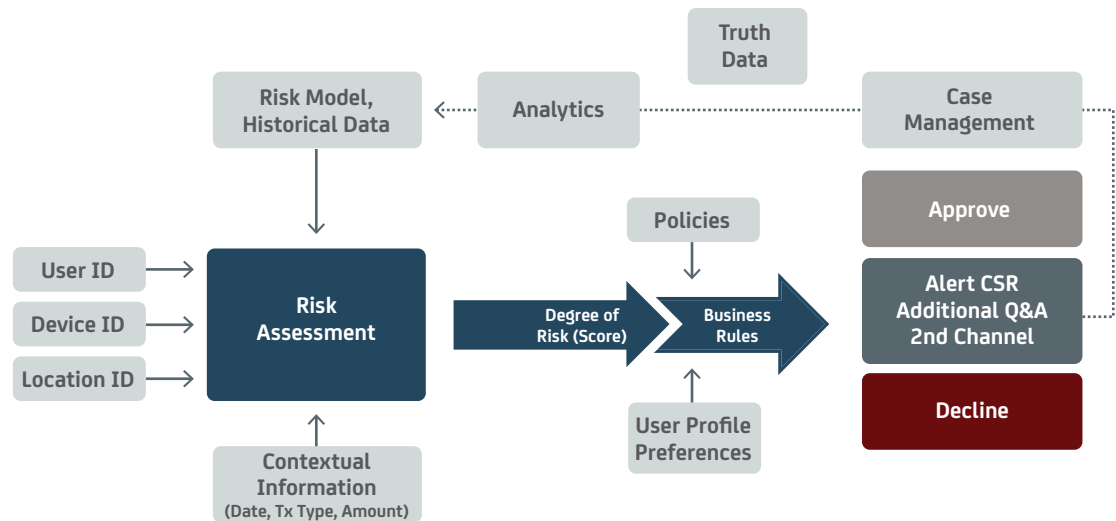 Truth
Data
Risk Model,
Historical Data
Analytics
Case
Management
Approve
Policies
User ID
Device ID
Location ID
Risk
Assessment
Degree of
Risk (Score)
Business
Rules
Alert CSR
Additional Q&A
2nd Channel
Decline
User Profile
Preferences
Contextual
Information
(Date, Tx Type, Amount)